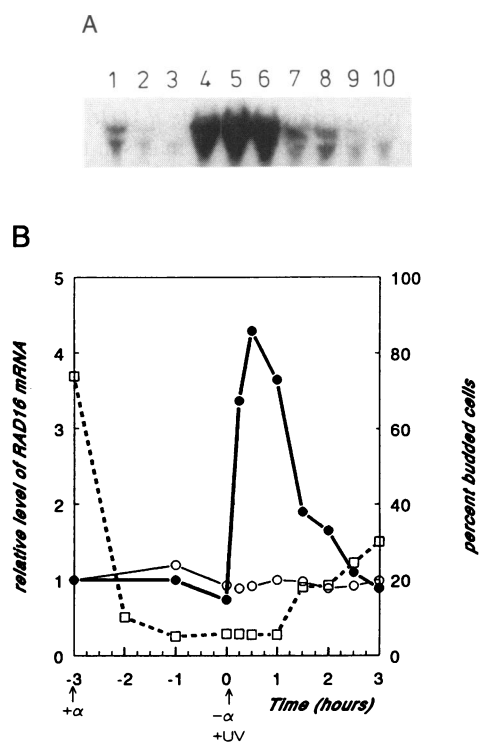 A
1 2 3 4 5 6 7 8 9 10
B
5 100
4 80
3 60
2 40
1 20
0 0
relative level of RAD16 mRNA
percent budded cells
-3 -2 -1 0 1 2 3
+α -α Time (hours)
+UV